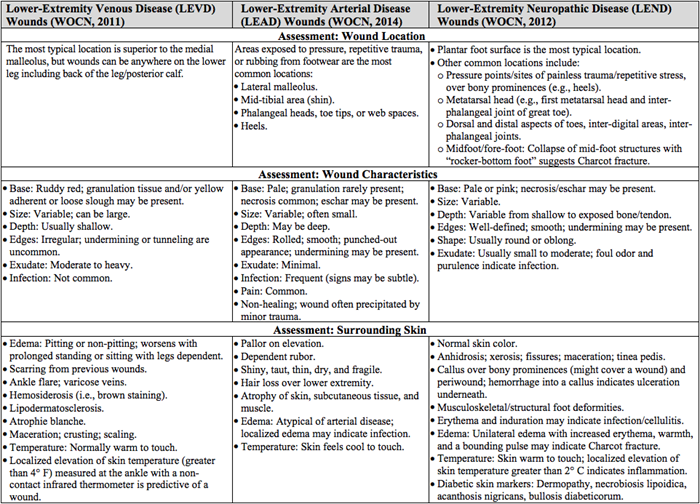 Lower-Extremity Venous Disease (LEVD)
Wounds (WOCN, 2011)
Lower-Extremity Arterial Disease
(LEAD) Wounds (WOCN, 2014)
Lower-Extremity Neuropathic Disease (LEND)
Wounds (WOCN, 2012)
Assessment: Wound Location
The most typical location is superior to the medial
malleolus, but wounds can be anywhere on the lower
leg including back of the leg/posterior calf.
Areas exposed to pressure, repetitive trauma,
or rubbing from footwear are the most
common locations:
• Lateral malleolus.
• Mid-tibial area (shin).
• Phalangeal heads, toe tips, or web spaces.
• Heels.
• Plantar foot surface is the most typical location.
• Other common locations include:
o Pressure points/sites of painless trauma/repetitive stress,
over bony prominences (e.g., heels).
o Metatarsal head (e.g., first metatarsal head and inter-
phalangeal joint of great toe).
o Dorsal and distal aspects of toes, inter-digital areas, inter-
phalangeal joints.
o Midfoot/fore-foot: Collapse of mid-foot structures with
"rocker-bottom foot" suggests Charcot fracture.
Assessment: Wound Characteristics
• Base: Ruddy red; granulation tissue and/or yellow
adherent or loose slough may be present.
• Size: Variable; can be large.
• Depth: Usually shallow.
• Edges: Irregular; undermining or tunneling are
uncommon.
• Exudate: Moderate to heavy.
• Infection: Not common.
• Base: Pale; granulation rarely present;
necrosis common; eschar may be present.
• Size: Variable; often small.
• Depth: May be deep.
• Edges: Rolled; smooth; punched-out
appearance; undermining may be present.
• Exudate: Minimal.
• Infection: Frequent (signs may be subtle).
• Pain: Common.
• Non-healing; wound often precipitated by
minor trauma.
• Base: Pale or pink; necrosis/eschar may be present.
• Size: Variable.
• Depth: Variable from shallow to exposed bone/tendon.
• Edges: Well-defined; smooth; undermining may be present.
• Shape: Usually round or oblong.
• Exudate: Usually small to moderate; foul odor and
purulence indicate infection.
Assessment: Surrounding Skin
• Edema: Pitting or non-pitting; worsens with
prolonged standing or sitting with legs dependent.
• Scarring from previous wounds.
• Ankle flare; varicose veins.
• Hemosiderosis (i.e., brown staining).
• Lipodermatosclerosis.
• Atrophie blanche.
• Maceration; crusting; scaling.
• Temperature: Normally warm to touch.
• Localized elevation of skin temperature (greater
than 4° F) measured at the ankle with a non-
contact infrared thermometer is predictive of a
wound.
• Pallor on elevation.
• Dependent rubor.
• Shiny, taut, thin, dry, and fragile.
• Hair loss over lower extremity.
• Atrophy of skin, subcutaneous tissue, and
muscle.
• Edema: Atypical of arterial disease;
localized edema may indicate infection.
• Temperature: Skin feels cool to touch.
• Normal skin color.
• Anhidrosis; xerosis; fissures; maceration; tinea pedis.
• Callus over bony prominences (might cover a wound) and
periwound; hemorrhage into a callus indicates ulceration
underneath.
• Musculoskeletal/structural foot deformities.
• Erythema and induration may indicate infection/cellulitis.
• Edema: Unilateral edema with increased erythema, warmth,
and a bounding pulse may indicate Charcot fracture.
• Temperature: Skin warm to touch; localized elevation of
skin temperature greater than 2° C indicates inflammation.
• Diabetic skin markers: Dermopathy, necrobiosis lipoidica,
acanthosis nigricans, bullosis diabeticorum.